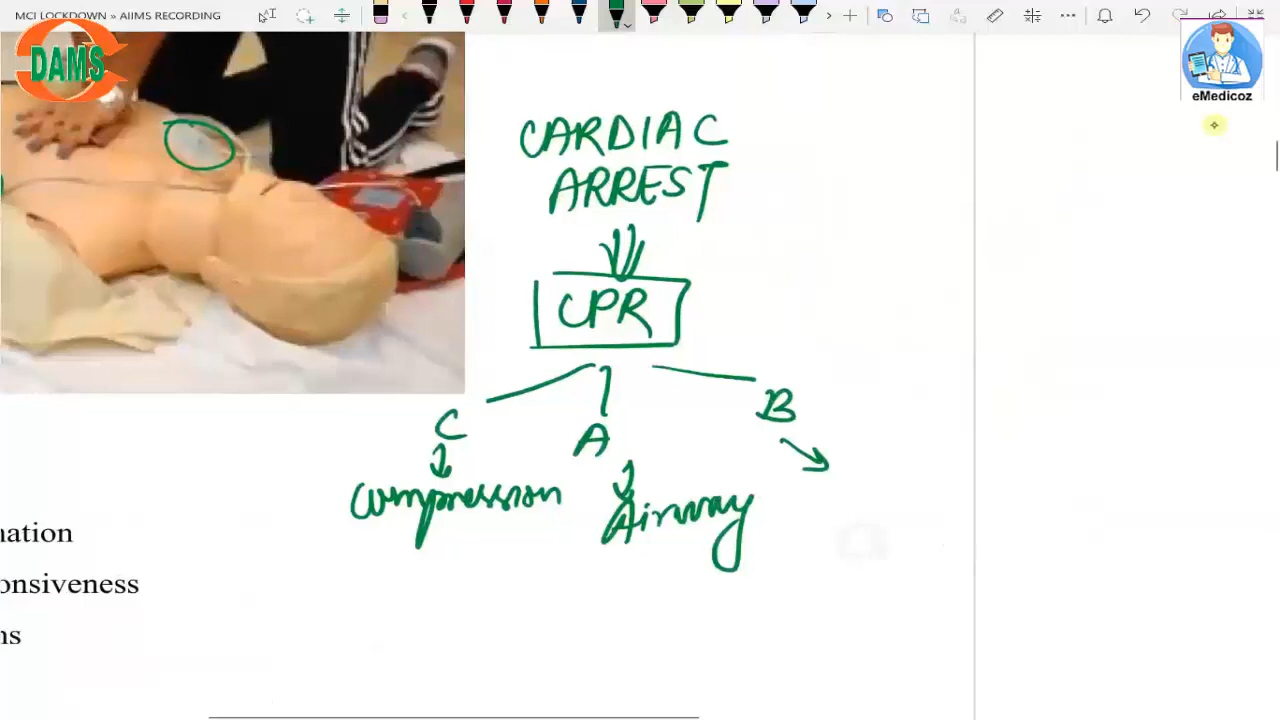 MCI LOCKDOWN » AIIMS RECORDING
DAMS
eMedicoz
CARDIAC
ARREST
CPR
C
A
B
Compression
Airway
nation
onsiveness
ns